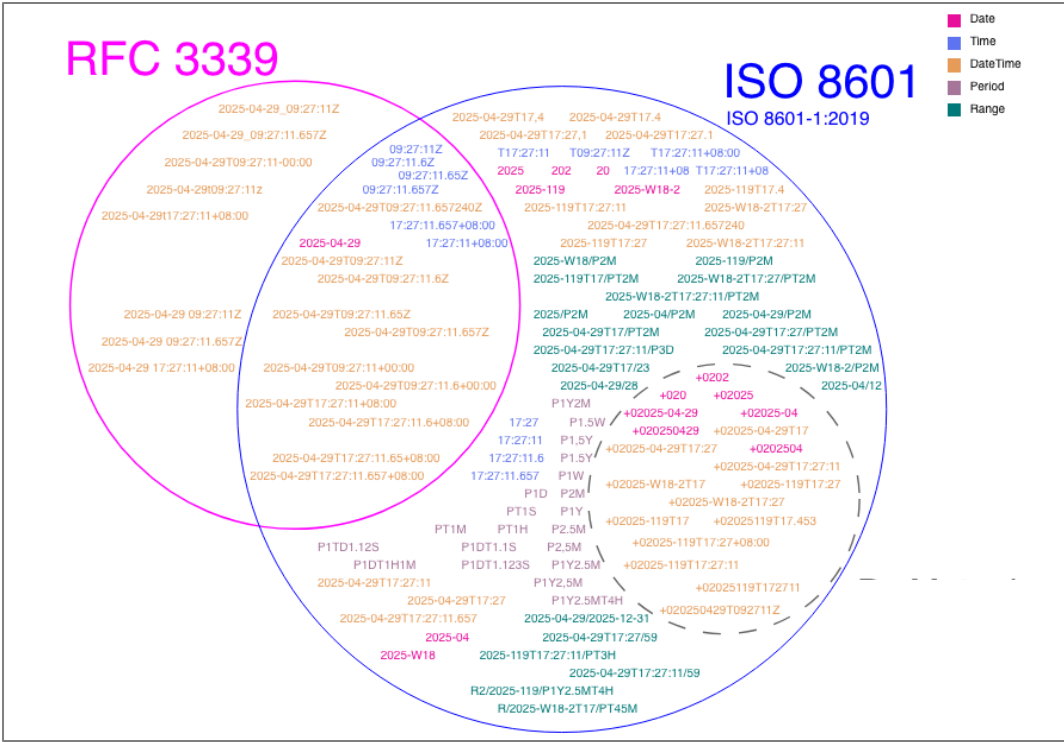 Date
RFC 3339
Time
ISO 8601
DateTime
Period
ISO 8601-1:2019
Range
2025-04-29_09:27:11Z
2025-04-29T17,4 2025-04-29T17.4
2025-04-29_09:27:11.657Z
2025-04-29T17:27,1 2025-04-29T17:27.1
09:27:11Z
T17:27:11 T09:27:11Z T17:27:11+08:00
2025-04-29T09:27:11-00:00
09:27:11.6Z
2025 202 20 17:27:11+08 T17:27:11+08
09:27:11.65Z
2025-04-29t09:27:11z
09:27:11.657Z
2025-119 2025-W18-2 2025-119T17.4
2025-04-29T09:27:11.657240Z
2025-119T17:27:11 2025-W18-2T17:27
2025-04-29t17:27:11+08:00
17:27:11.657+08:00
2025-04-29T17:27:11.657240
2025-04-29 17:27:11+08:00
2025-119T17:27 2025-W18-2T17:27:11
2025-04-29T09:27:11Z
2025-W18/P2M 2025-119/P2M
2025-04-29T09:27:11.6Z
2025-119T17/PT2M 2025-W18-2T17:27/PT2M
2025-W18-2T17:27:11/PT2M
2025-04-29 09:27:11Z
2025-04-29T09:27:11.65Z
2025/P2M 2025-04/P2M 2025-04-29/P2M
2025-04-29T09:27:11.657Z
2025-04-29T17/PT2M 2025-04-29T17:27/PT2M
2025-04-29 09:27:11.657Z
2025-04-29T17:27:11/P3D 2025-04-29T17:27:11/PT2M
2025-04-29 17:27:11+08:00
2025-04-29T09:27:11+00:00
2025-04-29T17/23
2025-W18-2/P2M
+0202
2025-04-29T09:27:11.6+00:00
2025-04-29/28
2025-04/12
+020 +02025
2025-04-29T17:27:11+08:00
P1Y2M
+02025-04-29 +02025-04
2025-04-29T17:27:11.6+08:00
17:27 P1.5W
+020250429 +02025-04-29T17
17:27:11 P1,5Y
+02025-04-29T17:27 +0202504
2025-04-29T17:27:11.65+08:00
17:27:11.6 P1.5Y
+02025-04-29T17:27:11
2025-04-29T17:27:11.657+08:00
17:27:11.657 P1W
+02025-W18-2T17 +02025-119T17:27
P1D P2M
+02025-W18-2T17:27
PT1S P1Y
+02025-119T17 +02025119T17.453
PT1M PT1H P2.5M
+02025-119T17:27+08:00
P1TD1.12S P1DT1.1S P2,5M
P1DT1H1M P1DT1.123S P1Y2.5M
+02025-119T17:27:11
2025-04-29T17:27:11
P1Y2,5M
+02025119T172711
2025-04-29T17:27
P1Y2.5MT4H
+020250429T092711Z
2025-04-29T17:27:11.657
2025-04-29/2025-12-31
2025-04
2025-04-29T17:27/59
2025-W18
2025-119T17:27:11/PT3H
2025-04-29T17:27:11/59
R2/2025-119/P1Y2.5MT4H
R/2025-W18-2T17/PT45M